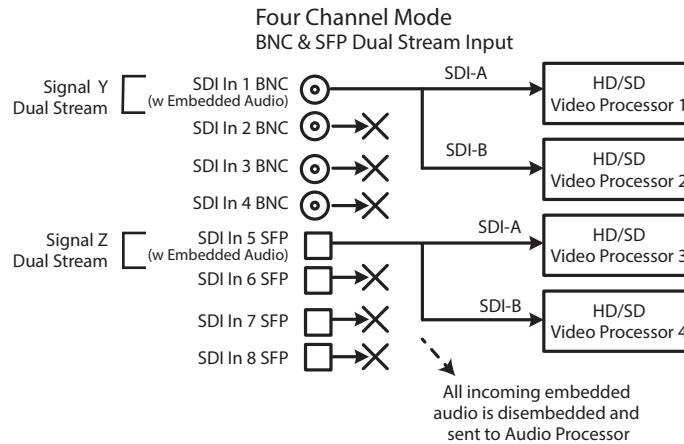 Four Channel Mode
BNC & SFP Dual Stream Input
Signal Y
Dual Stream
SDI In 1 BNC
(w Embedded Audio)
SDI In 2 BNC
SDI In 3 BNC
SDI In 4 BNC
SDI-A
HD/SD
Video Processor 1
SDI-B
HD/SD
Video Processor 2
Signal Z
Dual Stream
SDI In 5 SFP
(w Embedded Audio)
SDI In 6 SFP
SDI In 7 SFP
SDI In 8 SFP
SDI-A
HD/SD
Video Processor 3
SDI-B
HD/SD
Video Processor 4
All incoming embedded
audio is disembedded and
sent to Audio Processor